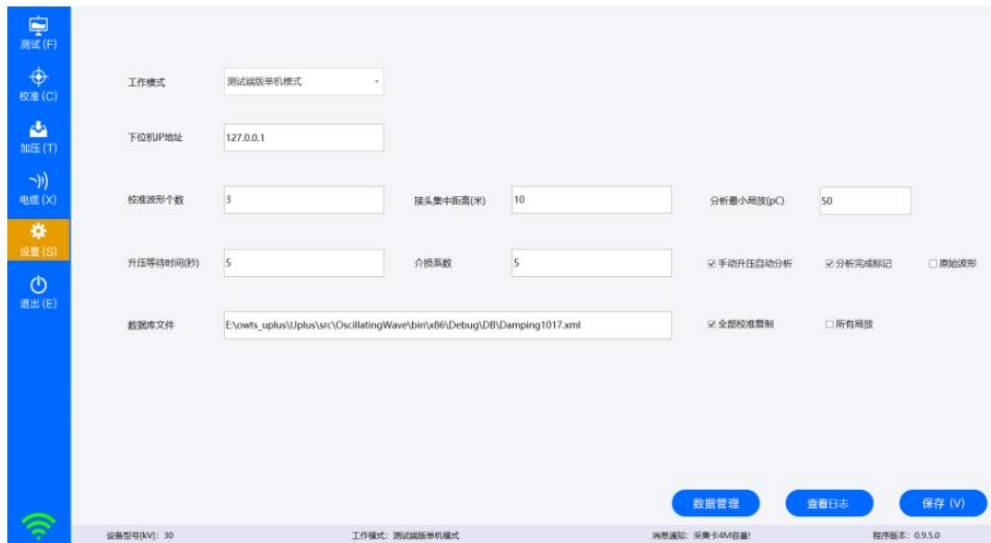 测试 (F)
校准 (C)
加压 (T)
电缆 (X)
设置 (S)
退出 (E)
工作模式 测试端版单机模式
下位机IP地址 127.0.0.1
校准波形个数 3 接头集中距离(米) 10 分析最小局放(pC) 50
升压等待时间(秒) 5 介损系数 5 手动升压自动分析 分析完成标记 原始波形
数据库文件 E:\owts_uplus\Uplus\src\OscillatingWave\bin\x86\Debug\DB\Damping1017.xml 全部校准复制 所有局放
数据管理 查看日志 保存 (V)
设备型号[kV]: 30 工作模式: 测试端版单机模式 消息通知: 采集卡4M容量! 程序版本: 0.9.5.0